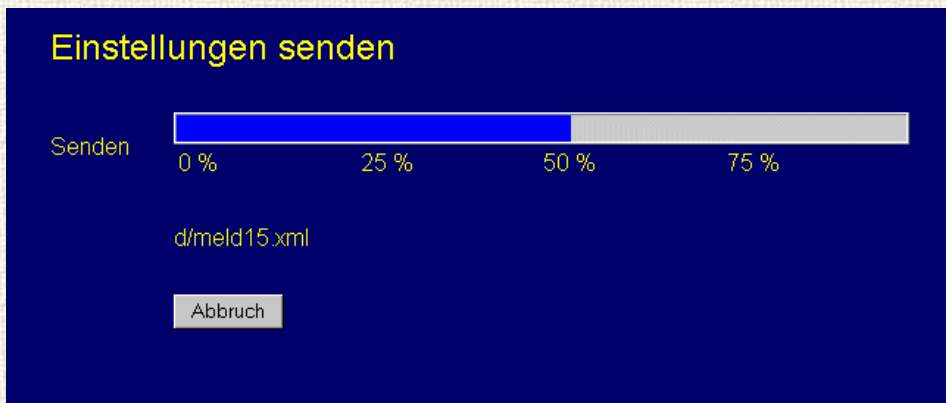 Einstellungen senden
Senden
0 % 25 % 50 % 75 %
d/meld15.xml
Abbruch